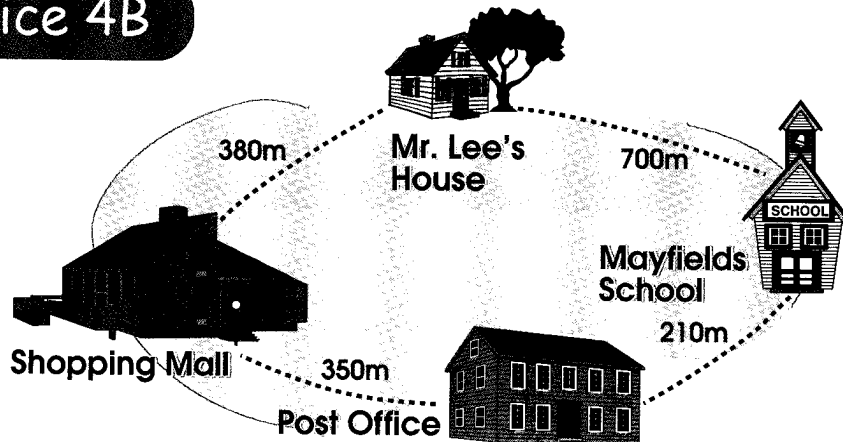 ice 4B
380m
Mr. Lee's
House
700m
SCHOOL
Mayfields
School
210m
Shopping Mall
350m
Post Office